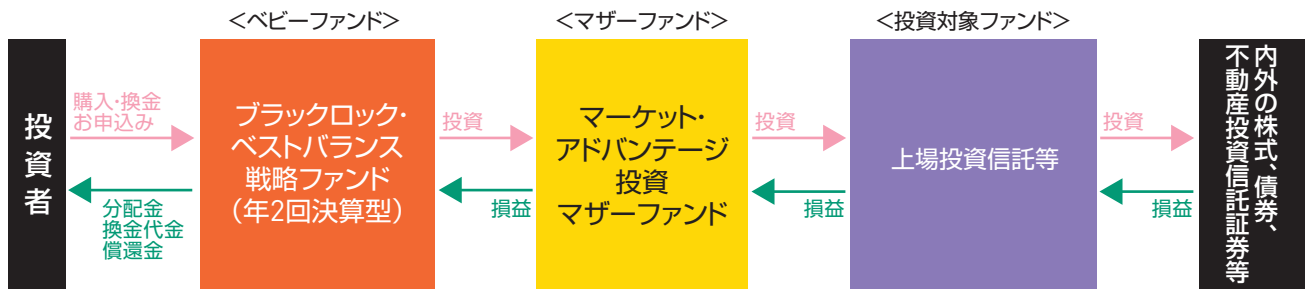 ＜ベビーファンド＞
＜マザーファンド＞
＜投資対象ファンド＞
投資者
購入・換金
お申込み
分配金
換金代金
償還金
ブラックロック・
ベストバランス
戦略ファンド
（年2回決算型）
投資
損益
マーケット・
アドバンテージ
投資
マザーファンド
投資
損益
上場投資信託等
投資
損益
内外の株式、債券、
不動産投資信託証券等